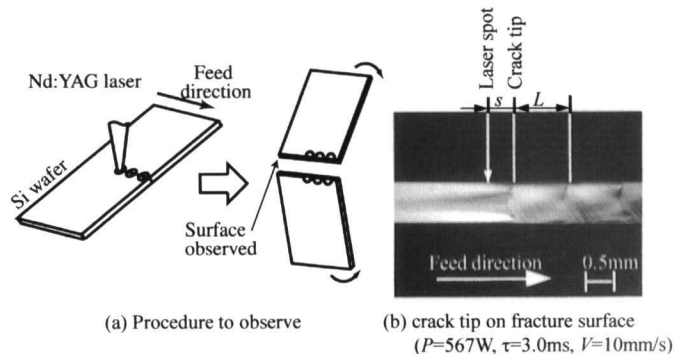 Nd:YAG laser
Feed
direction
Si wafer
Surface
observed
(a) Procedure to observe
Laser spot
Crack tip
s
L
Feed direction
0.5mm
(b) crack tip on fracture surface
(P=567W, τ=3.0ms, V=10mm/s)